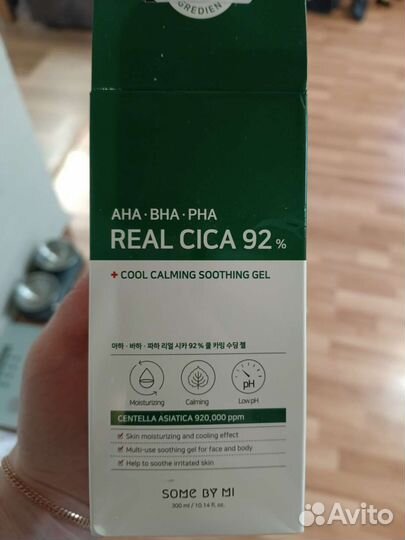 GREDIEN
AHA · BHA · PHA
REAL CICA 92 %
+ COOL CALMING SOOTHING GEL
아하 · 바하 · 파하 리얼 시카 92 % 쿨 카밍 수딩 젤
pH
Moisturizing Calming Low pH
CENTELLA ASIATICA 920,000 ppm
Skin moisturizing and cooling effect
Multi-use soothing gel for face and body
Help to soothe irritated skin
SOME BY MI
300 ml / 10.14 fl. oz.
Avito